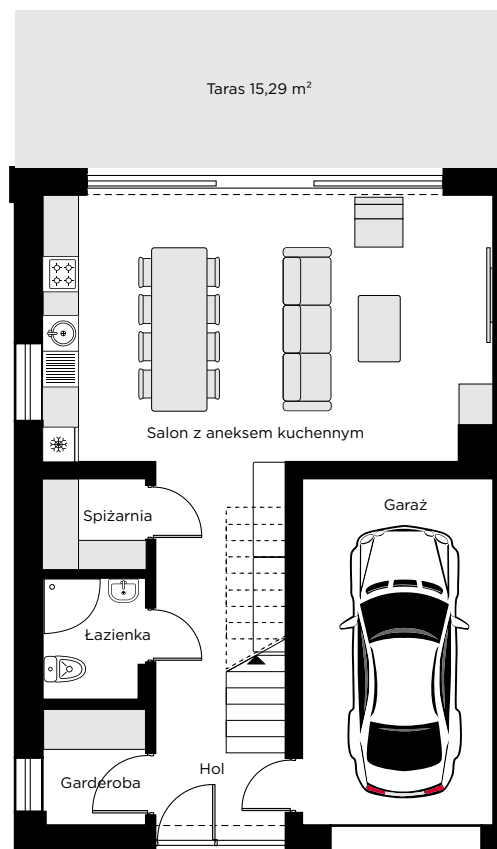 Taras 15,29 m²
Salon z aneksem kuchennym
Garaż
Spiżarnia
Łazienka
Hol
Garderoba